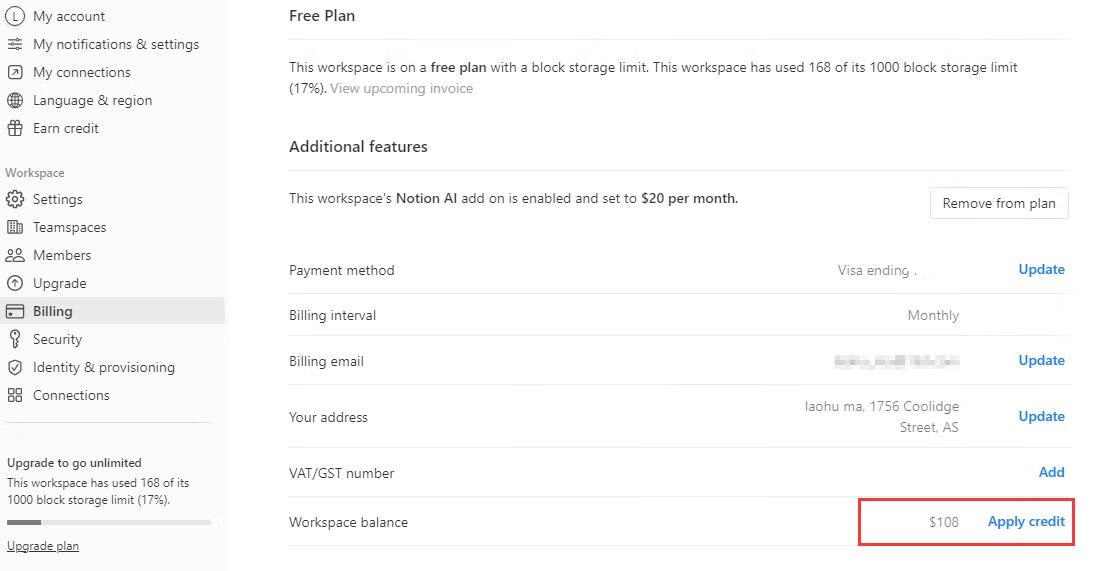 L
My account
My notifications & settings
My connections
Language & region
Earn credit
Workspace
Settings
Teamspaces
Members
Upgrade
Billing
Security
Identity & provisioning
Connections
Upgrade to go unlimited
This workspace has used 168 of its
1000 block storage limit (17%).
Upgrade plan
Free Plan
This workspace is on a free plan with a block storage limit. This workspace has used 168 of its 1000 block storage limit
(17%). View upcoming invoice
Additional features
This workspace's Notion AI add on is enabled and set to $20 per month.
Remove from plan
Payment method
Visa ending .
Update
Billing interval
Monthly
Billing email
Update
Your address
laohu ma, 1756 Coolidge
Street, AS
Update
VAT/GST number
Add
Workspace balance
$108
Apply credit